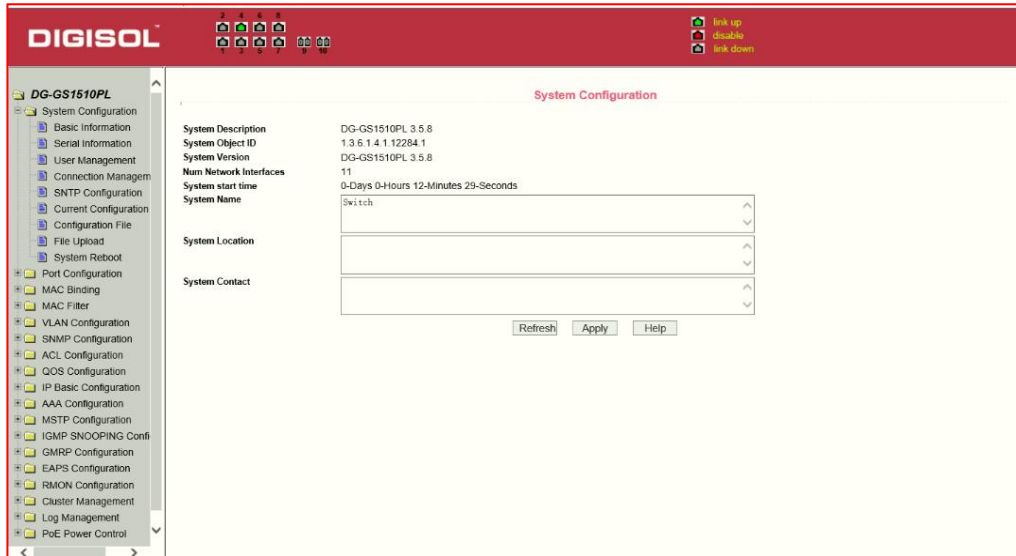 DIGISOL
2 4 6 8
1 3 5 7 9 10
link up
disable
link down
DG-GS1510PL
System Configuration
Basic Information
Serial Information
User Management
Connection Managem
SNTP Configuration
Current Configuration
Configuration File
File Upload
System Reboot
Port Configuration
MAC Binding
MAC Filter
VLAN Configuration
SNMP Configuration
ACL Configuration
QOS Configuration
IP Basic Configuration
AAA Configuration
MSTP Configuration
IGMP SNOOPING Confi
GMRP Configuration
EAPS Configuration
RMON Configuration
Cluster Management
Log Management
PoE Power Control
System Configuration
System Description DG-GS1510PL 3.5.8
System Object ID 1.3.6.1.4.1.12284.1
System Version DG-GS1510PL 3.5.8
Num Network Interfaces 11
System start time 0-Days 0-Hours 12-Minutes 29-Seconds
System Name Switch
System Location
System Contact
Refresh Apply Help